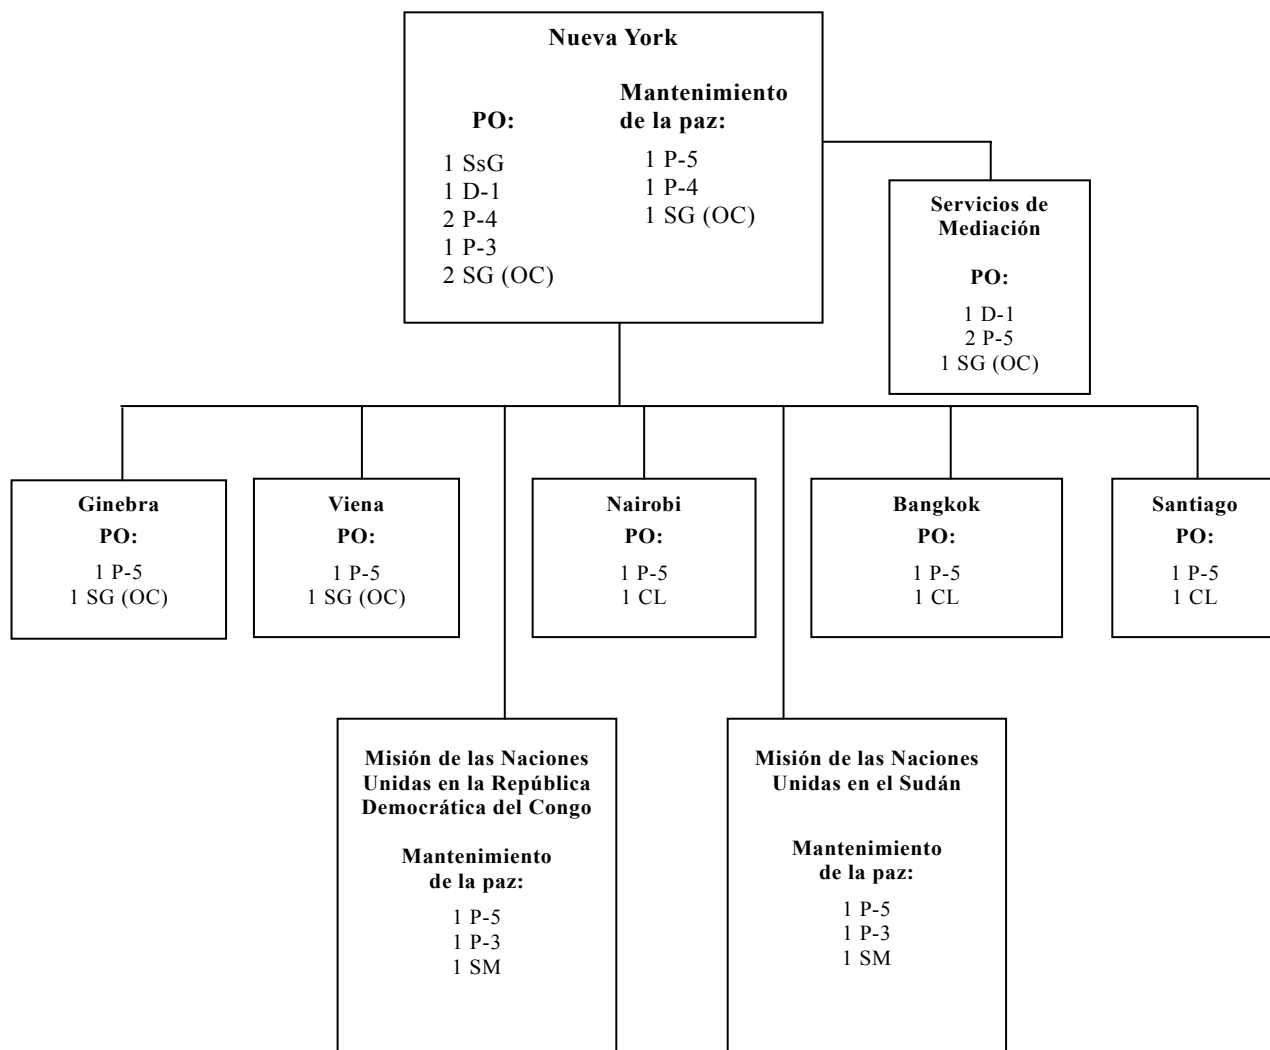 Nueva York
PO:
1 SsG
1 D-1
2 P-4
1 P-3
2 SG (OC)
Mantenimiento
de la paz:
1 P-5
1 P-4
1 SG (OC)
Servicios de
Mediación
PO:
1 D-1
2 P-5
1 SG (OC)
Ginebra
PO:
1 P-5
1 SG (OC)
Viena
PO:
1 P-5
1 SG (OC)
Nairobi
PO:
1 P-5
1 CL
Bangkok
PO:
1 P-5
1 CL
Santiago
PO:
1 P-5
1 CL
Misión de las Naciones
Unidas en la República
Democrática del Congo
Mantenimiento
de la paz:
1 P-5
1 P-3
1 SM
Misión de las Naciones
Unidas en el Sudán
Mantenimiento
de la paz:
1 P-5
1 P-3
1 SM